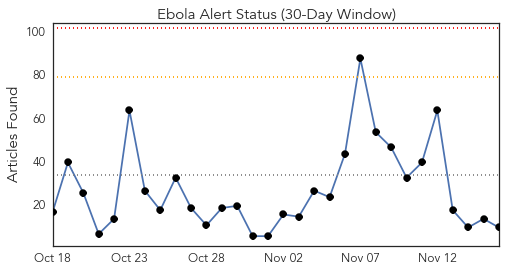 Ebola Alert Status (30-Day Window)
Articles Found
100
80
60
40
20
Oct 18 Oct 23 Oct 28 Nov 02 Nov 07 Nov 12